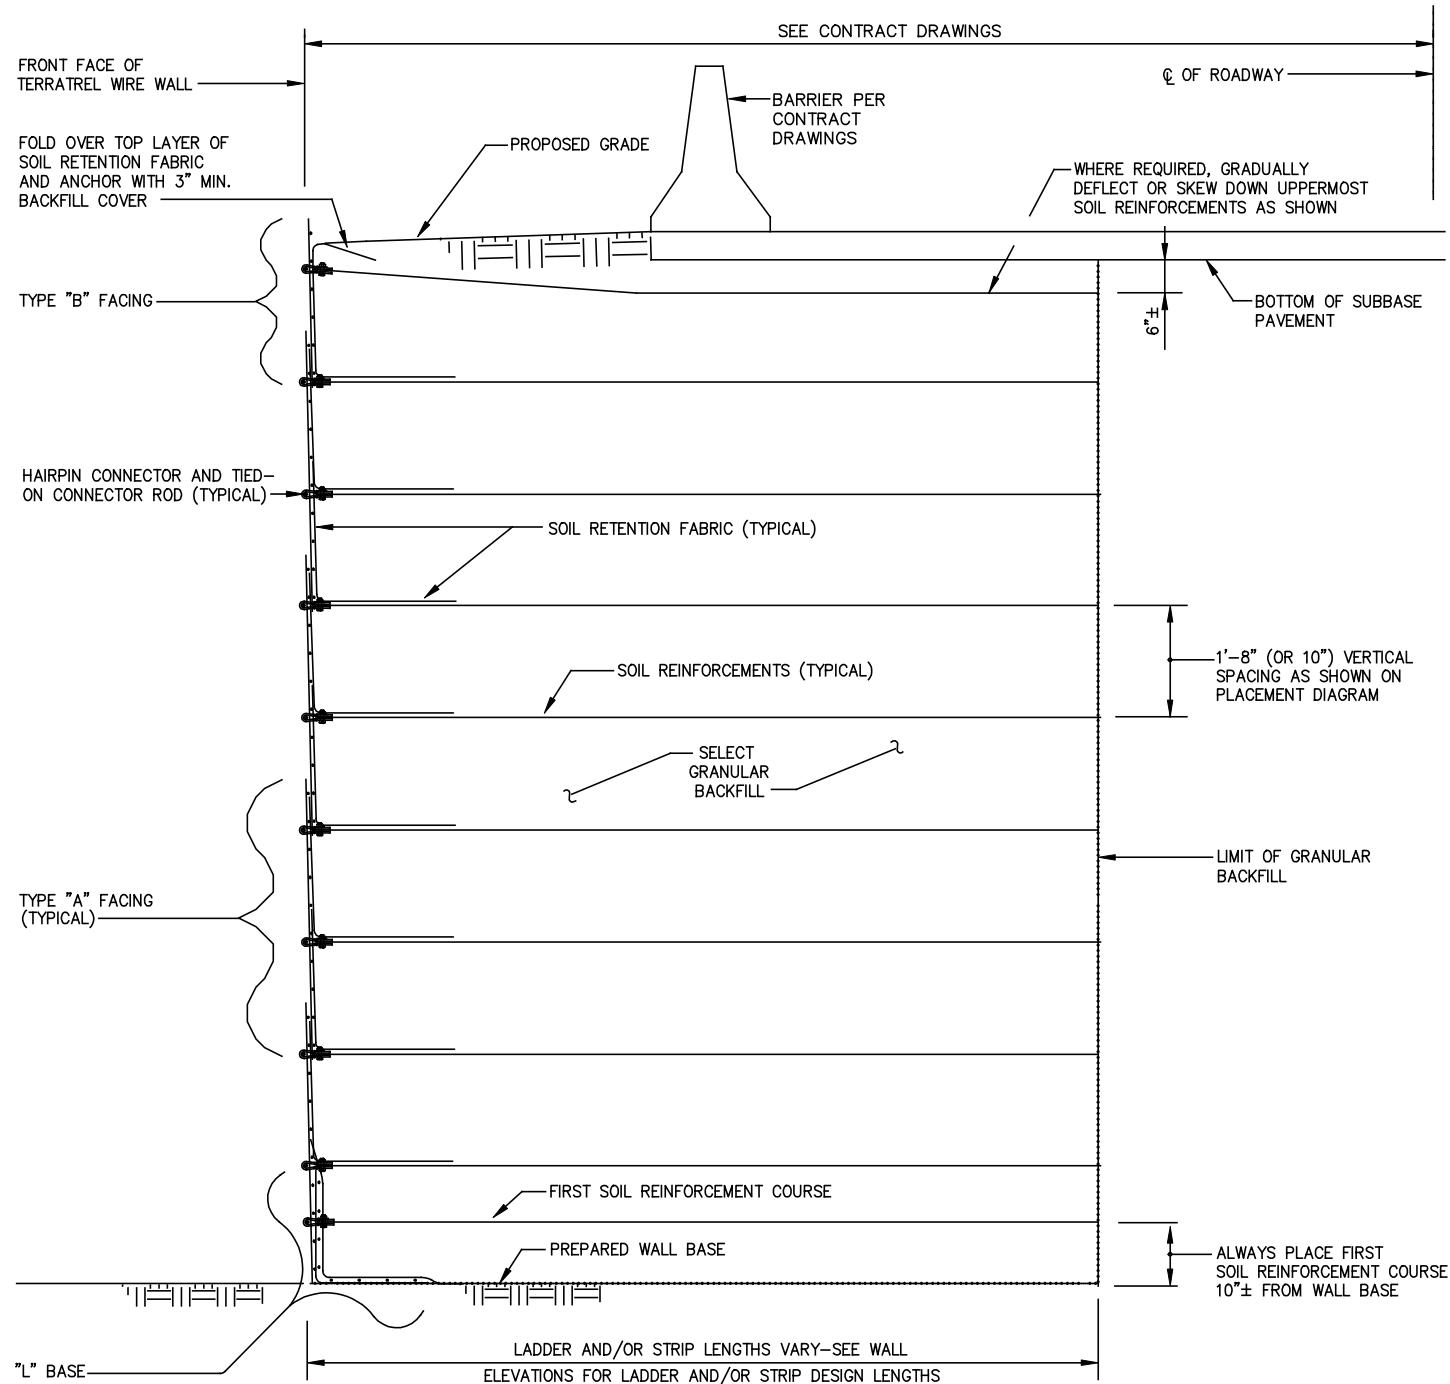 SEE CONTRACT DRAWINGS
FRONT FACE OF
TERRATREL WIRE WALL
℄ OF ROADWAY
BARRIER PER
CONTRACT
DRAWINGS
FOLD OVER TOP LAYER OF
SOIL RETENTION FABRIC
AND ANCHOR WITH 3" MIN.
BACKFILL COVER
PROPOSED GRADE
WHERE REQUIRED, GRADUALLY
DEFLECT OR SKEW DOWN UPPERMOST
SOIL REINFORCEMENTS AS SHOWN
TYPE "B" FACING
6"±
BOTTOM OF SUBBASE
PAVEMENT
HAIRPIN CONNECTOR AND TIED-
ON CONNECTOR ROD (TYPICAL)
SOIL RETENTION FABRIC (TYPICAL)
SOIL REINFORCEMENTS (TYPICAL)
1'-8" (OR 10") VERTICAL
SPACING AS SHOWN ON
PLACEMENT DIAGRAM
SELECT
GRANULAR
BACKFILL
LIMIT OF GRANULAR
BACKFILL
TYPE "A" FACING
(TYPICAL)
FIRST SOIL REINFORCEMENT COURSE
PREPARED WALL BASE
ALWAYS PLACE FIRST
SOIL REINFORCEMENT COURSE
10"± FROM WALL BASE
"L" BASE
LADDER AND/OR STRIP LENGTHS VARY-SEE WALL
ELEVATIONS FOR LADDER AND/OR STRIP DESIGN LENGTHS